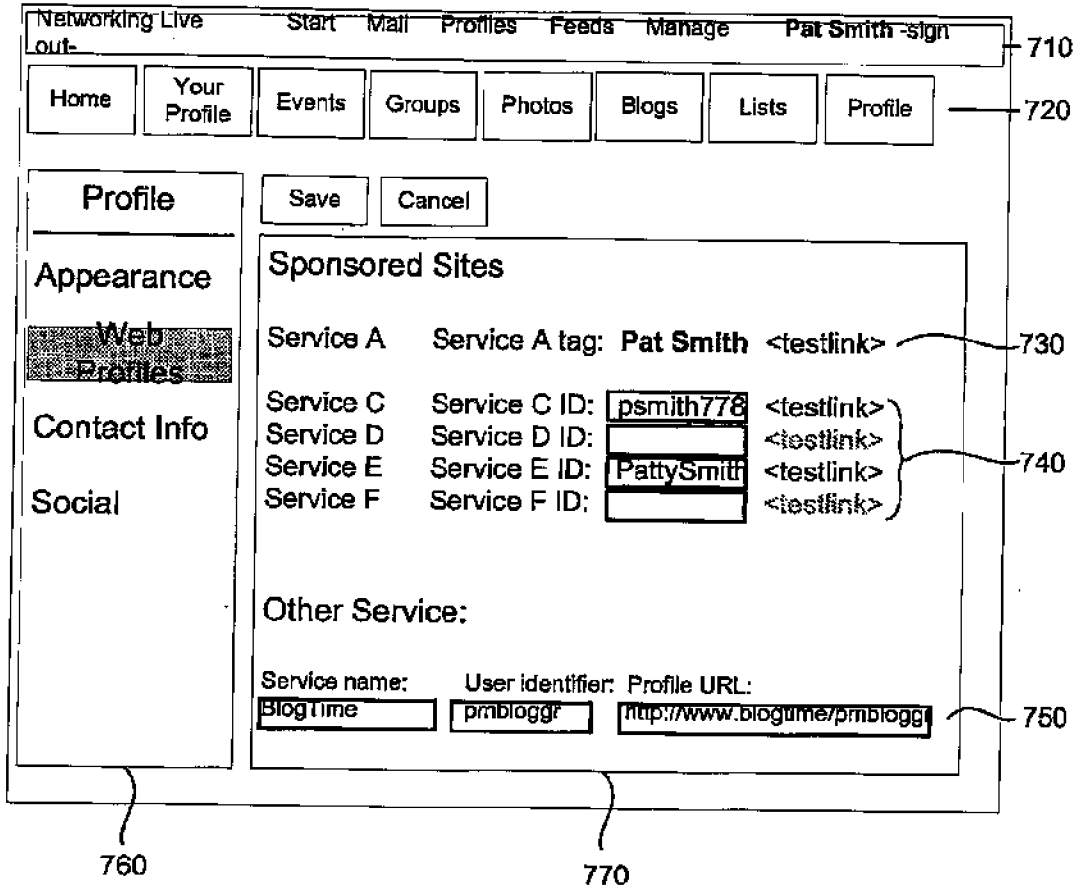 Networking Live Start Mail Profiles Feeds Manage Pat Smith -sign
out-
710
Home Your Profile Events Groups Photos Blogs Lists Profile 720
Profile Save Cancel
Appearance Sponsored Sites
Web Profiles Service A Service A tag: Pat Smith <testlink> 730
Service C Service C ID: psmith778 <testlink>
Contact Info Service D Service D ID: <testlink>
Service E Service E ID: PattySmith <testlink> 740
Social Service F Service F ID: <testlink>
Other Service:
Service name: User identifier: Profile URL:
BlogTime pmbloggr http://www.blogtime/pmbloggr 750
760 770